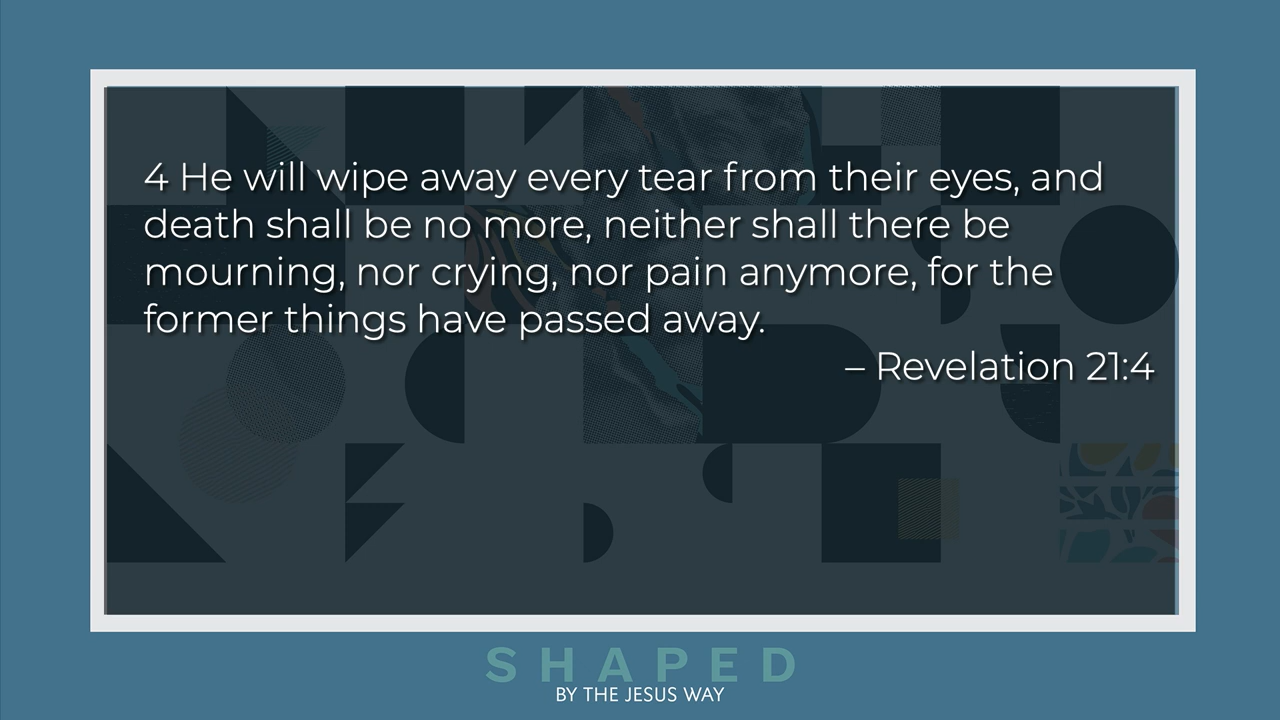 4 He will wipe away every tear from their eyes, and
death shall be no more, neither shall there be
mourning, nor crying, nor pain anymore, for the
former things have passed away.
– Revelation 21:4
SHAPED
BY THE JESUS WAY